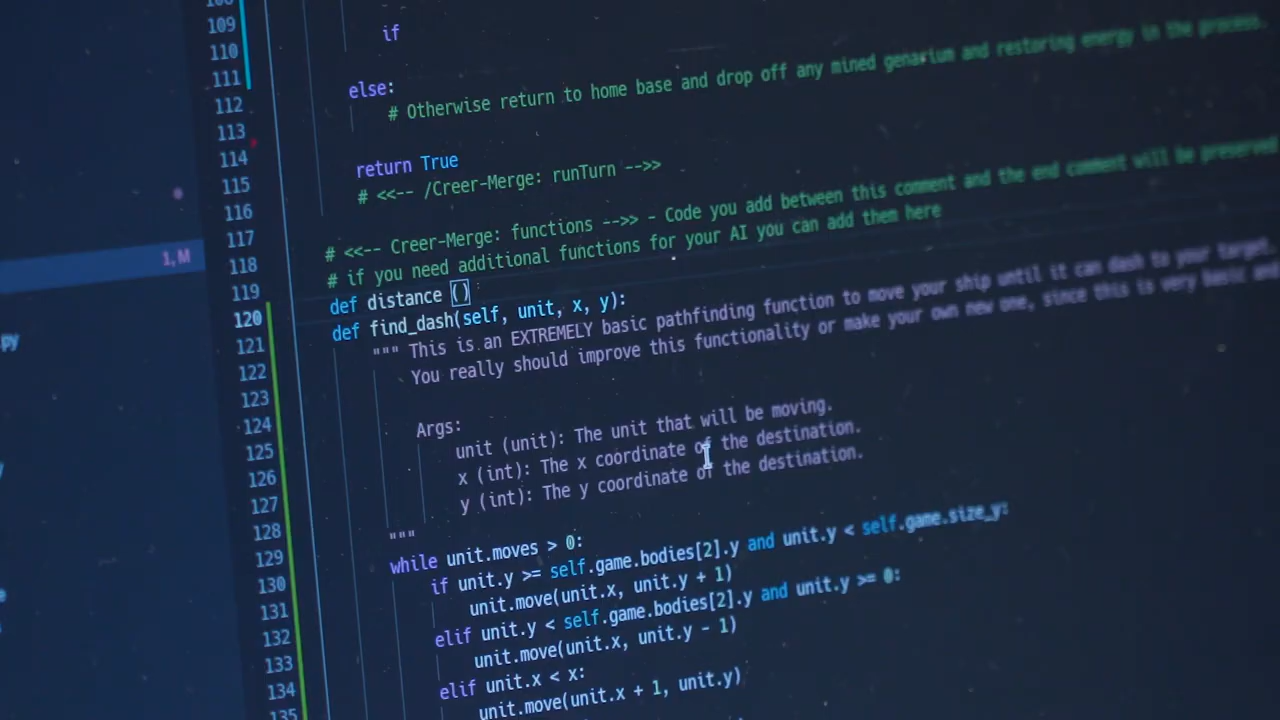 109
110
111
112
113
114
115
116
117
118
119
120
121
122
123
124
125
126
127
128
129
130
131
132
133
134
135
1, M
.py
if
else:
# Otherwise return to home base and drop off any mined genarium and restoring energy in the process.
return True
# <<-- /Creer-Merge: runTurn -->>
# <<-- Creer-Merge: functions -->> - Code you add between this comment and the end comment will be preserved
# if you need additional functions for your AI you can add them here
def distance ()
def find_dash(self, unit, x, y):
""" This is an EXTREMELY basic pathfinding function to move your ship until it can dash to your target.
You really should improve this functionality or make your own new one, since this is very basic and
Args:
unit (unit): The unit that will be moving.
x (int): The x coordinate of the destination.
y (int): The y coordinate of the destination.
"""
while unit.moves > 0:
if unit.y >= self.game.bodies[2].y and unit.y < self.game.size_y:
unit.move(unit.x, unit.y + 1)
elif unit.y < self.game.bodies[2].y and unit.y >= 0:
unit.move(unit.x, unit.y - 1)
elif unit.x < x:
unit.move(unit.x + 1, unit.y)